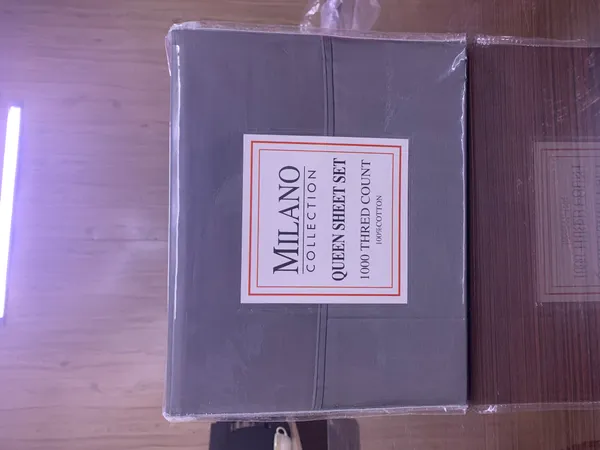 MILANO
COLLECTION
QUEEN SHEET SET
1000 THRED COUNT
100%COTTON